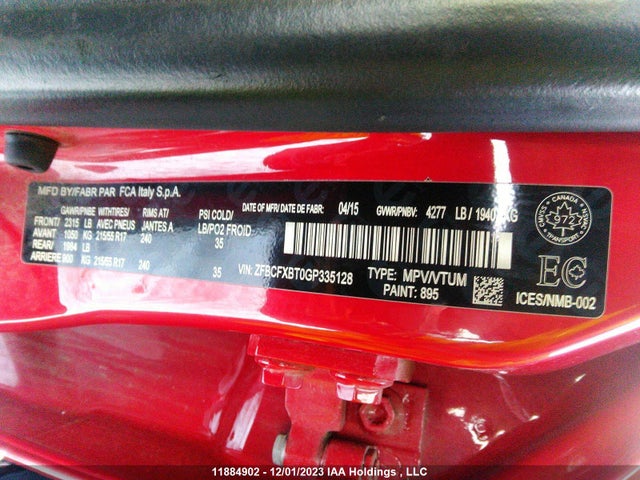 MFD BY/FABR PAR FCA Italy S.p.A.
GAWR/PNBE WITH TIRES/ RIMS AT/ PSI COLD/ DATE OF MFD/DATE DE FABR: 04/15 GVWR/PNBV: 4277 LB / 1940 KG
FRONT/ 2315 LB AVEC PNEUS JANTES A LB/PO2 FROID
AVANT 1050 KG 215/55 R17 240 35
REAR/ 1984 LB
ARRIERE 900 KG 215/55 R17 240 35
VIN: ZFBCFXBT0GP335128 TYPE: MPV/VTUM
PAINT: 895
CANADA
972
TRANSPORT
EC
ICES/NMB-002
11884902 - 12/01/2023 IAA Holdings , LLC